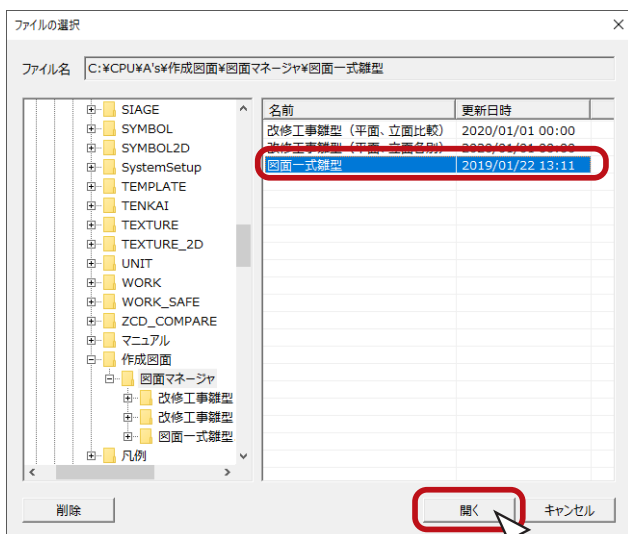 ファイルの選択
ファイル名 C:¥CPU¥A's¥作成図面¥図面マネージャ¥図面一式雛型
SIAGE
SYMBOL
SYMBOL2D
SystemSetup
TEMPLATE
TENKAI
TEXTURE
TEXTURE_2D
UNIT
WORK
WORK_SAFE
ZCD_COMPARE
マニュアル
作成図面
図面マネージャ
改修工事雛型
改修工事雛型
図面一式雛型
凡例
名前 更新日時
改修工事雛型（平面、立面比較） 2020/01/01 00:00
改修工事雛型（平面、立面各別） 2020/01/01 00:00
図面一式雛型 2019/01/22 13:11
削除 開く キャンセル